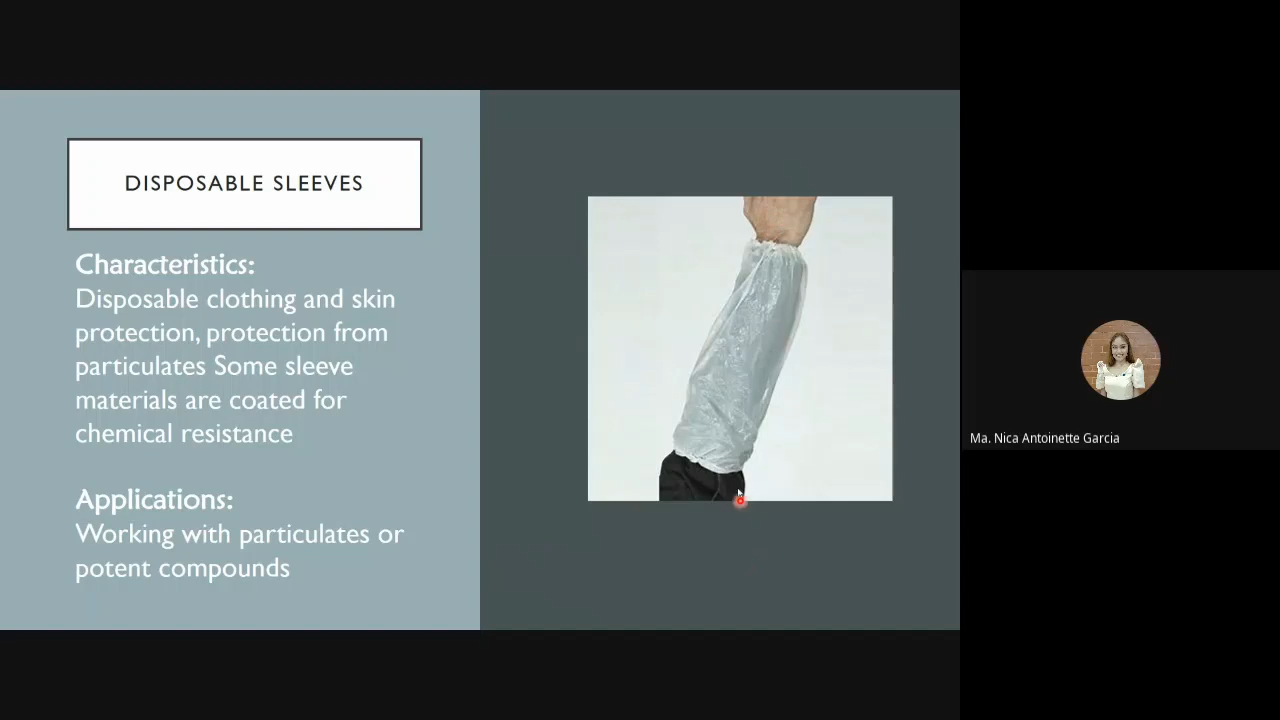 DISPOSABLE SLEEVES
Characteristics:
Disposable clothing and skin
protection, protection from
particulates Some sleeve
materials are coated for
chemical resistance
Applications:
Working with particulates or
potent compounds
Ma. Nica Antoinette Garcia